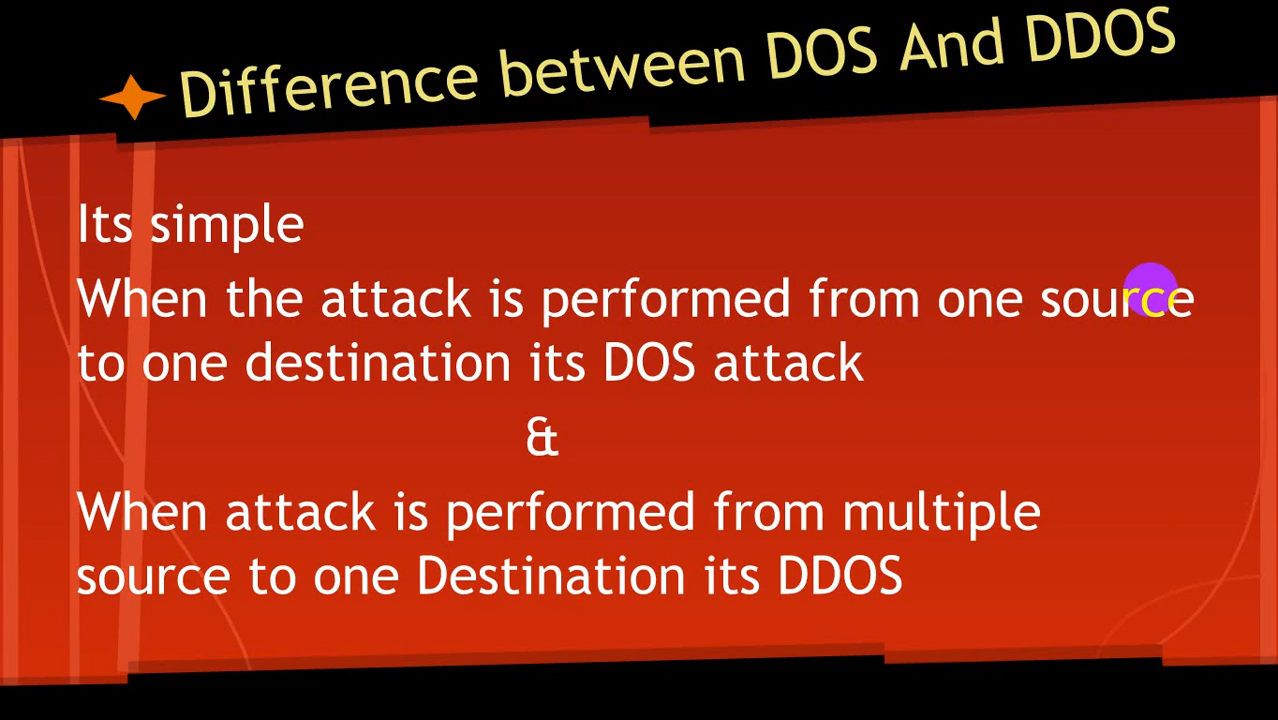 Difference between DOS And DDOS
Its simple
When the attack is performed from one source
to one destination its DOS attack
&
When attack is performed from multiple
source to one Destination its DDOS